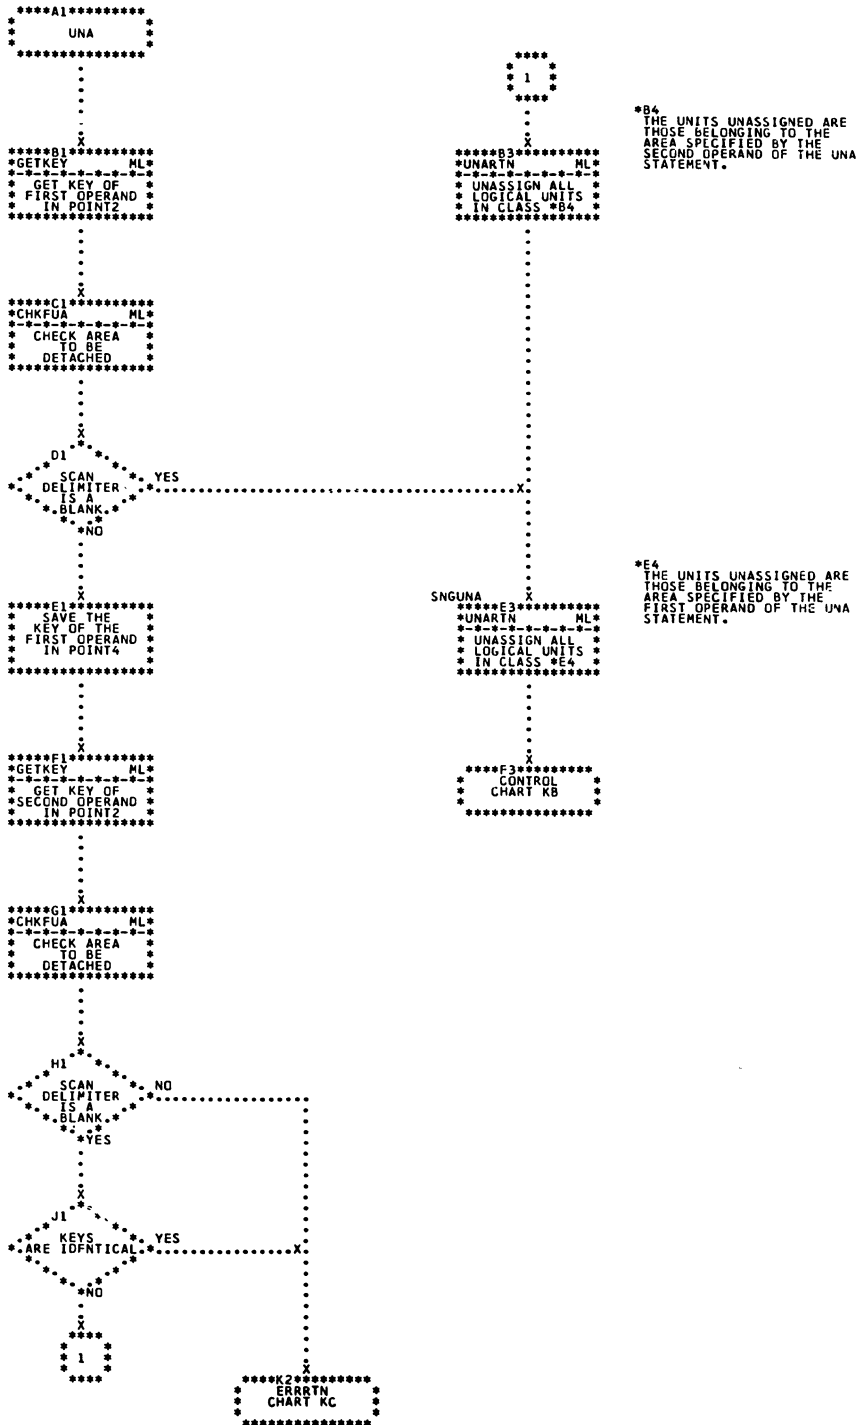 ****A1*********
UNA
*****B1**********
*GETKEY ML*
*-*-*-*-*-*-*-*-*
GET KEY OF
FIRST OPERAND
IN POINT2
*****C1**********
*CHKFUA ML*
*-*-*-*-*-*-*-*-*
CHECK AREA
TO BE
DETACHED
D1
SCAN
DELIMITER
IS A
BLANK
YES
*NO
*****E1**********
SAVE THE
KEY OF THE
FIRST OPERAND
IN POINT4
*****F1**********
*GETKEY ML*
*-*-*-*-*-*-*-*-*
GET KEY OF
*SECOND OPERAND *
IN POINT2
*****G1**********
*CHKFUA ML*
*-*-*-*-*-*-*-*-*
CHECK AREA
TO BE
DETACHED
H1
SCAN
DELIMITER
IS A
BLANK
NO
*YES
J1
KEYS
ARE IDENTICAL
YES
*NO
1
****K2*********
ERRRTN
CHART KC
1
*****B3**********
*UNARTN ML*
*-*-*-*-*-*-*-*-*
UNASSIGN ALL
LOGICAL UNITS
IN CLASS *B4
*B4
THE UNITS UNASSIGNED ARE
THOSE BELONGING TO THE
AREA SPECIFIED BY THE
SECOND OPERAND OF THE UNA
STATEMENT.
SNGUNA
*****E3**********
*UNARTN ML*
*-*-*-*-*-*-*-*-*
UNASSIGN ALL
LOGICAL UNITS
IN CLASS *E4
*E4
THE UNITS UNASSIGNED ARE
THOSE BELONGING TO THE
AREA SPECIFIED BY THE
FIRST OPERAND OF THE UNA
STATEMENT.
****F3*********
CONTROL
CHART KB